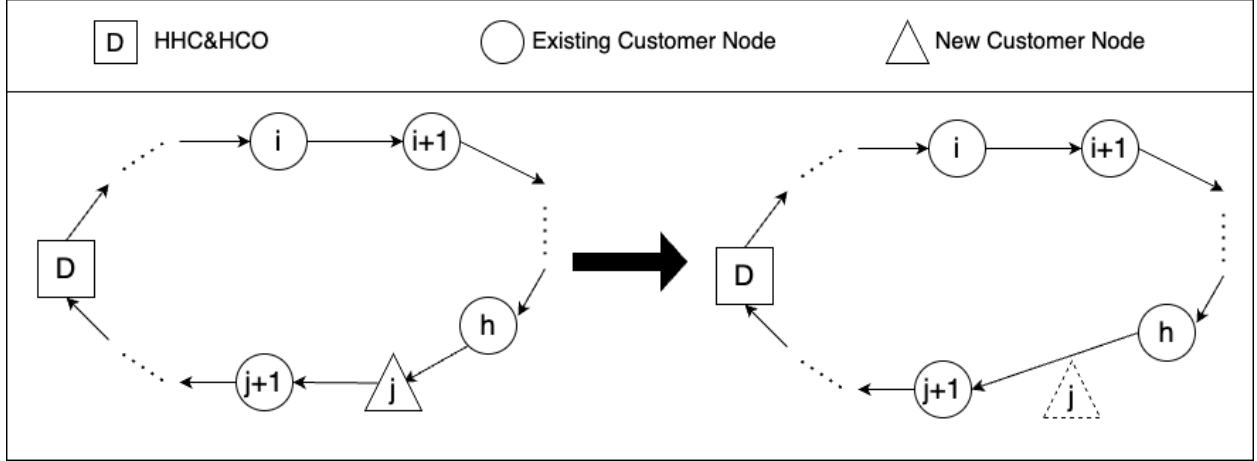 D HHC&HCO Existing Customer Node New Customer Node
i i+1 i i+1
D D
h h
j+1 j j+1 j